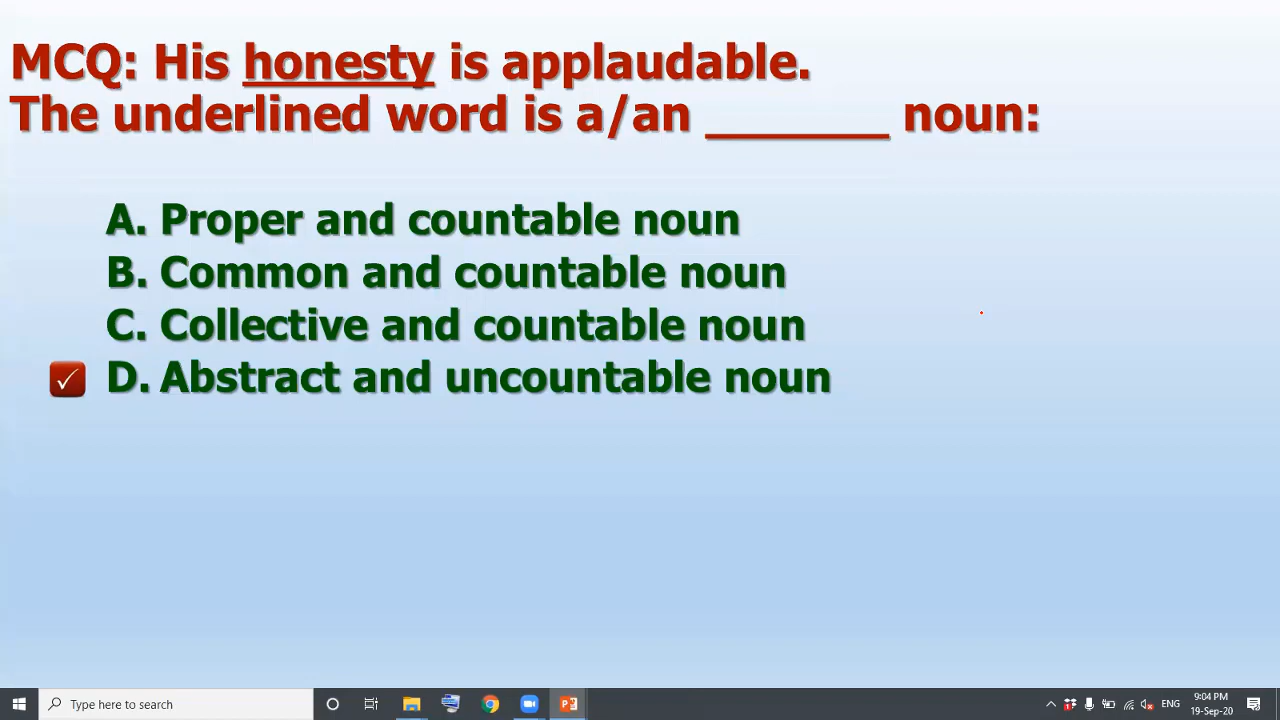 MCQ: His honesty is applaudable.
The underlined word is a/an _______ noun:
A. Proper and countable noun
B. Common and countable noun
C. Collective and countable noun
D. Abstract and uncountable noun
Type here to search
ENG
9:04 PM
19-Sep-20